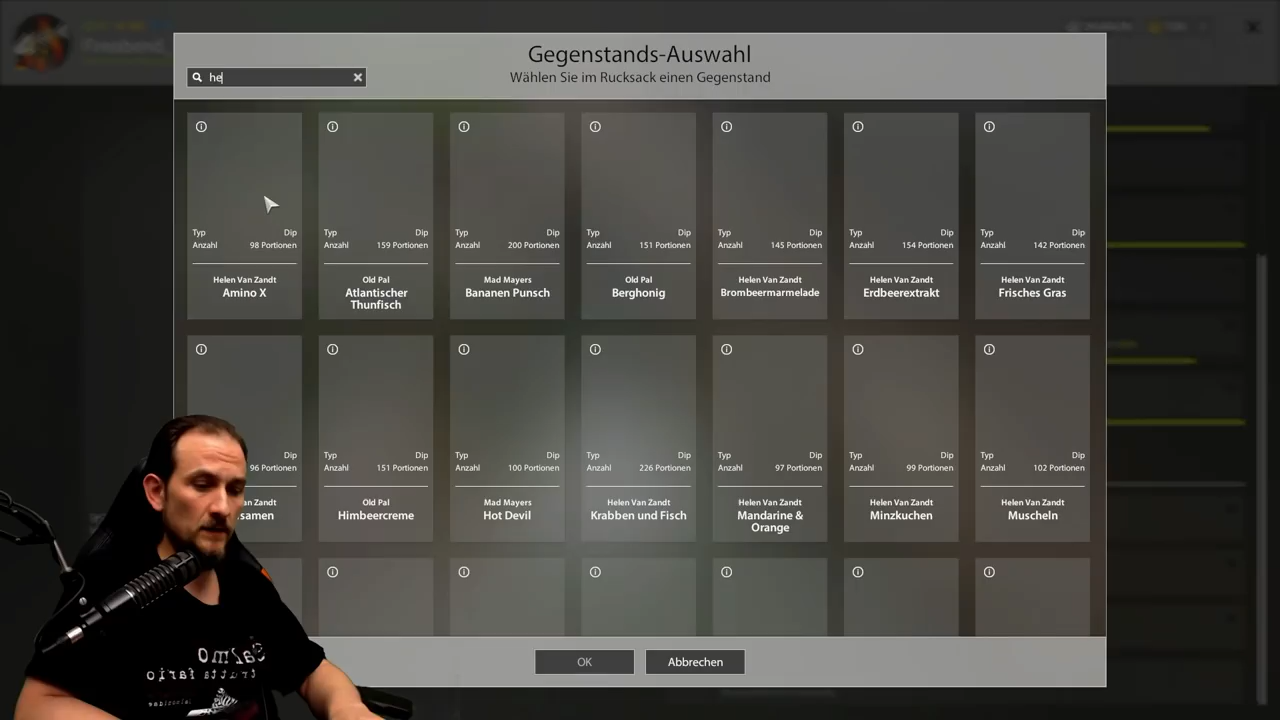 Gegenstands-Auswahl
Wählen Sie im Rucksack einen Gegenstand
he
Typ Dip
Anzahl 98 Portionen
Helen Van Zandt
Amino X
Typ Dip
Anzahl 159 Portionen
Old Pal
Atlantischer
Thunfisch
Typ Dip
Anzahl 200 Portionen
Mad Mayers
Bananen Punsch
Typ Dip
Anzahl 151 Portionen
Old Pal
Berghonig
Typ Dip
Anzahl 145 Portionen
Helen Van Zandt
Brombeermarmelade
Typ Dip
Anzahl 154 Portionen
Helen Van Zandt
Erdbeerextrakt
Typ Dip
Anzahl 142 Portionen
Helen Van Zandt
Frisches Gras
Dip
96 Portionen
Zandt
samen
Typ Dip
Anzahl 151 Portionen
Old Pal
Himbeercreme
Typ Dip
Anzahl 100 Portionen
Mad Mayers
Hot Devil
Typ Dip
Anzahl 226 Portionen
Helen Van Zandt
Krabben und Fisch
Typ Dip
Anzahl 97 Portionen
Helen Van Zandt
Mandarine &
Orange
Typ Dip
Anzahl 99 Portionen
Helen Van Zandt
Minzkuchen
Typ Dip
Anzahl 102 Portionen
Helen Van Zandt
Muscheln
OK
Abbrechen